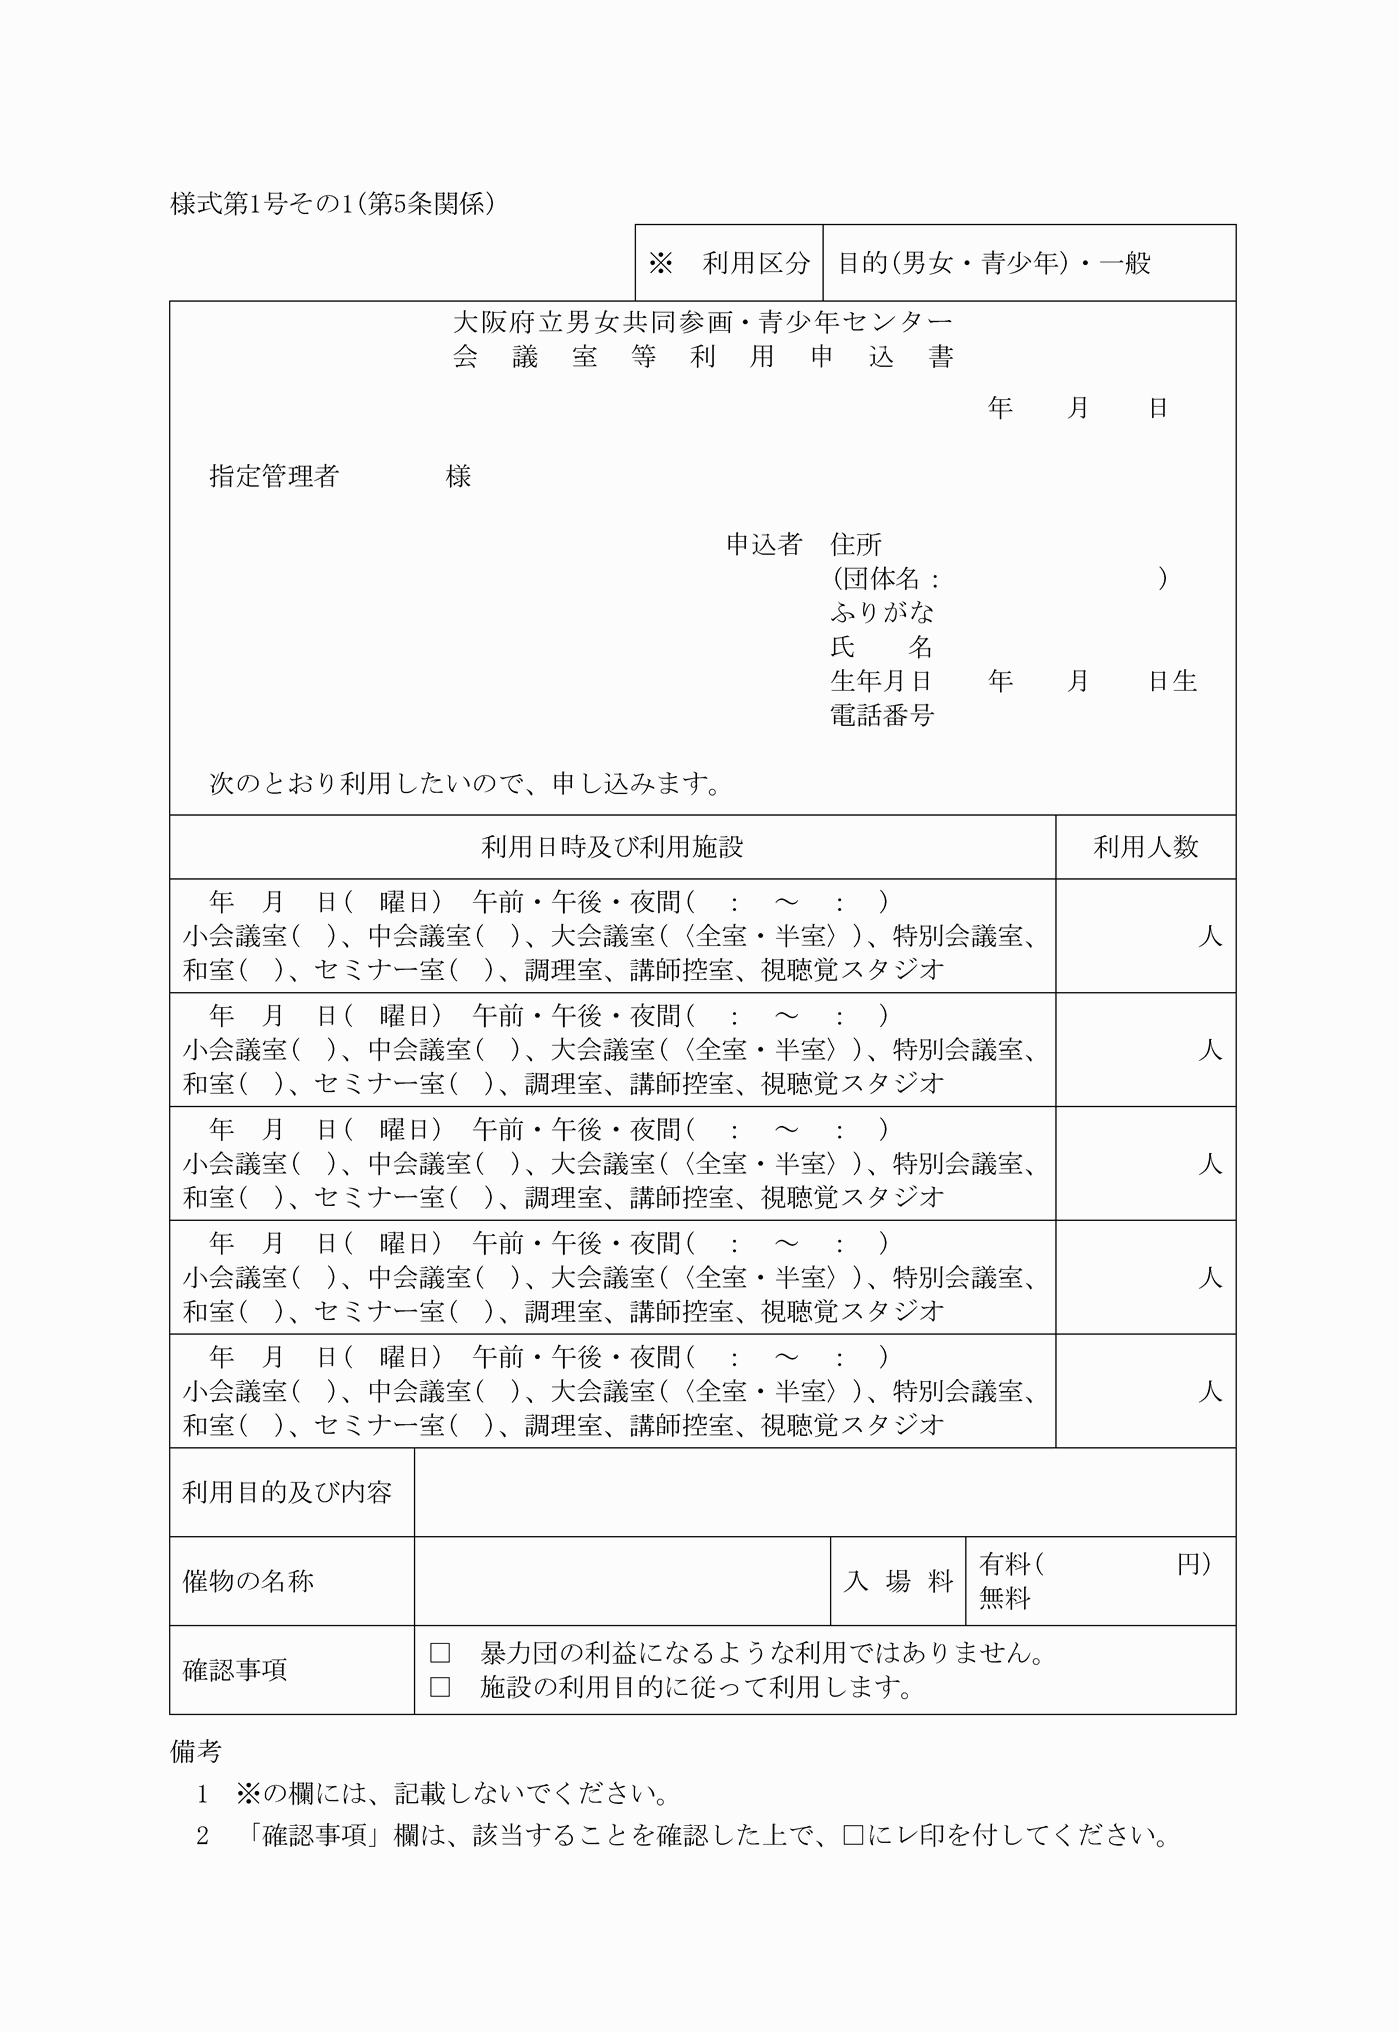 様式第1号その1(第5条関係)
※　利用区分　目的(男女・青少年)・一般
大阪府立男女共同参画・青少年センター
会議室等利用申込書
年　　月　　日
指定管理者　　　　様
申込者　住所
(団体名：　　　　　　　　)
ふりがな
氏　　名
生年月日　　年　　月　　日生
電話番号
次のとおり利用したいので、申し込みます。
利用日時及び利用施設　利用人数
年　月　日(　曜日)　午前・午後・夜間(　：　～　：　)
小会議室(　)、中会議室(　)、大会議室(〈全室・半室〉)、特別会議室、　人
和室(　)、セミナー室(　)、調理室、講師控室、視聴覚スタジオ
年　月　日(　曜日)　午前・午後・夜間(　：　～　：　)
小会議室(　)、中会議室(　)、大会議室(〈全室・半室〉)、特別会議室、　人
和室(　)、セミナー室(　)、調理室、講師控室、視聴覚スタジオ
年　月　日(　曜日)　午前・午後・夜間(　：　～　：　)
小会議室(　)、中会議室(　)、大会議室(〈全室・半室〉)、特別会議室、　人
和室(　)、セミナー室(　)、調理室、講師控室、視聴覚スタジオ
年　月　日(　曜日)　午前・午後・夜間(　：　～　：　)
小会議室(　)、中会議室(　)、大会議室(〈全室・半室〉)、特別会議室、　人
和室(　)、セミナー室(　)、調理室、講師控室、視聴覚スタジオ
年　月　日(　曜日)　午前・午後・夜間(　：　～　：　)
小会議室(　)、中会議室(　)、大会議室(〈全室・半室〉)、特別会議室、　人
和室(　)、セミナー室(　)、調理室、講師控室、視聴覚スタジオ
利用目的及び内容
催物の名称　入場料　有料(　　　　　円)
無料
確認事項　□　暴力団の利益になるような利用ではありません。
□　施設の利用目的に従って利用します。
備考
1　※の欄には、記載しないでください。
2　「確認事項」欄は、該当することを確認した上で、□にレ印を付してください。